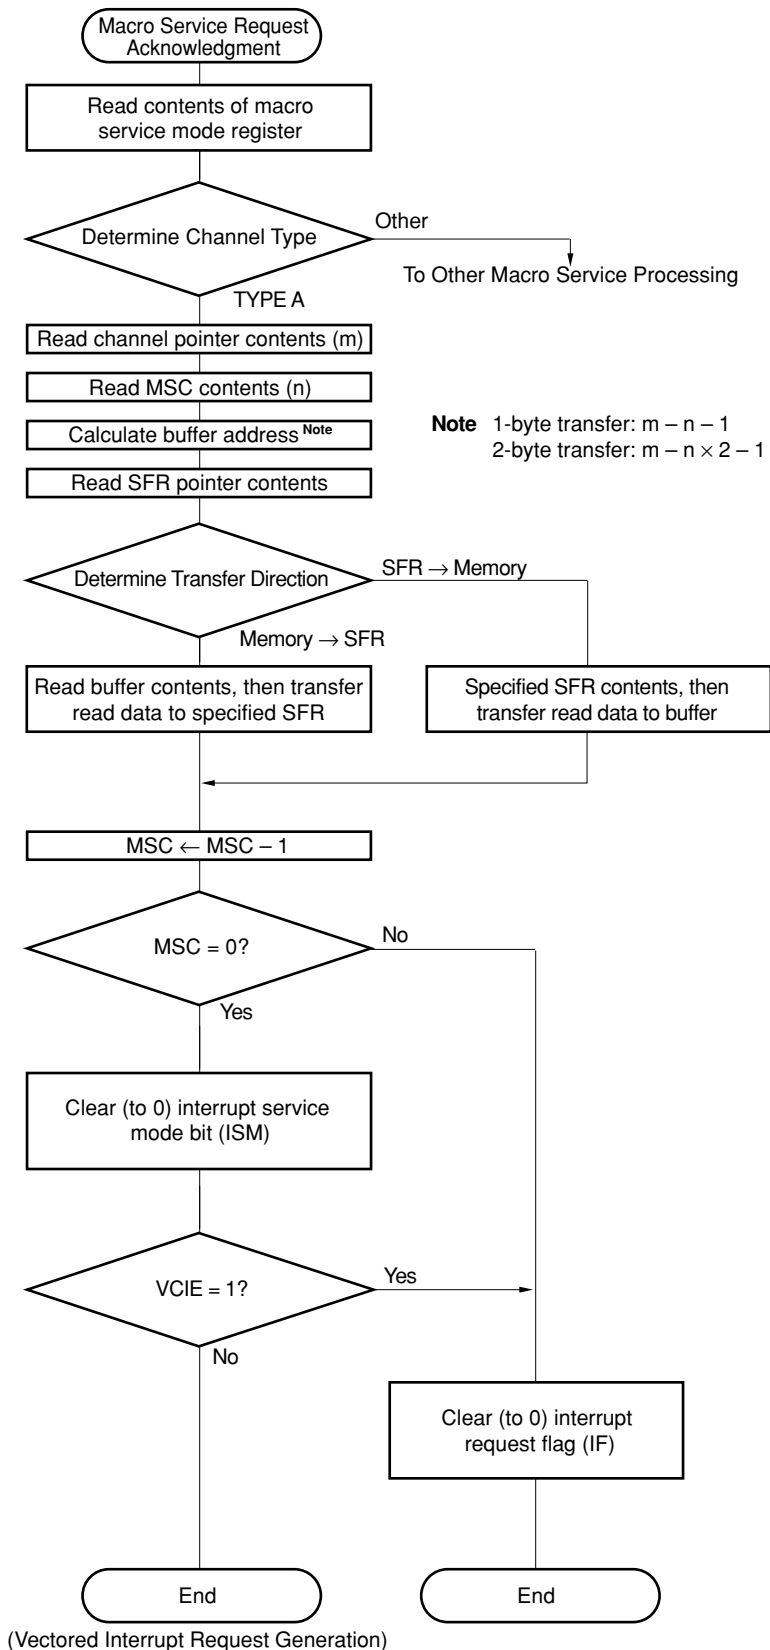 Macro Service Request
Acknowledgment
Read contents of macro
service mode register
Determine Channel Type
Other
To Other Macro Service Processing
TYPE A
Read channel pointer contents (m)
Read MSC contents (n)
Calculate buffer address Note
Note 1-byte transfer: m – n – 1
2-byte transfer: m – n × 2 – 1
Read SFR pointer contents
Determine Transfer Direction
SFR → Memory
Memory → SFR
Read buffer contents, then transfer
read data to specified SFR
Specified SFR contents, then
transfer read data to buffer
MSC ← MSC – 1
MSC = 0?
No
Yes
Clear (to 0) interrupt service
mode bit (ISM)
VCIE = 1?
Yes
No
Clear (to 0) interrupt
request flag (IF)
End
End
(Vectored Interrupt Request Generation)